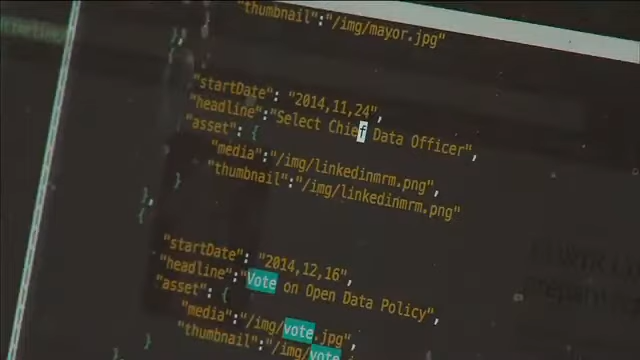 "thumbnail":"/img/mayor.jpg"
},
{
"startDate": "2014,11,24",
"headline":"Select Chief Data Officer",
"asset": {
"media":"/img/linkedinmrm.png",
"thumbnail":"/img/linkedinmrm.png"
}
},
{
"startDate": "2014,12,16",
"headline":"Vote on Open Data Policy",
"asset": {
"media":"/img/vote.jpg",
"thumbnail":"/img/vote
}